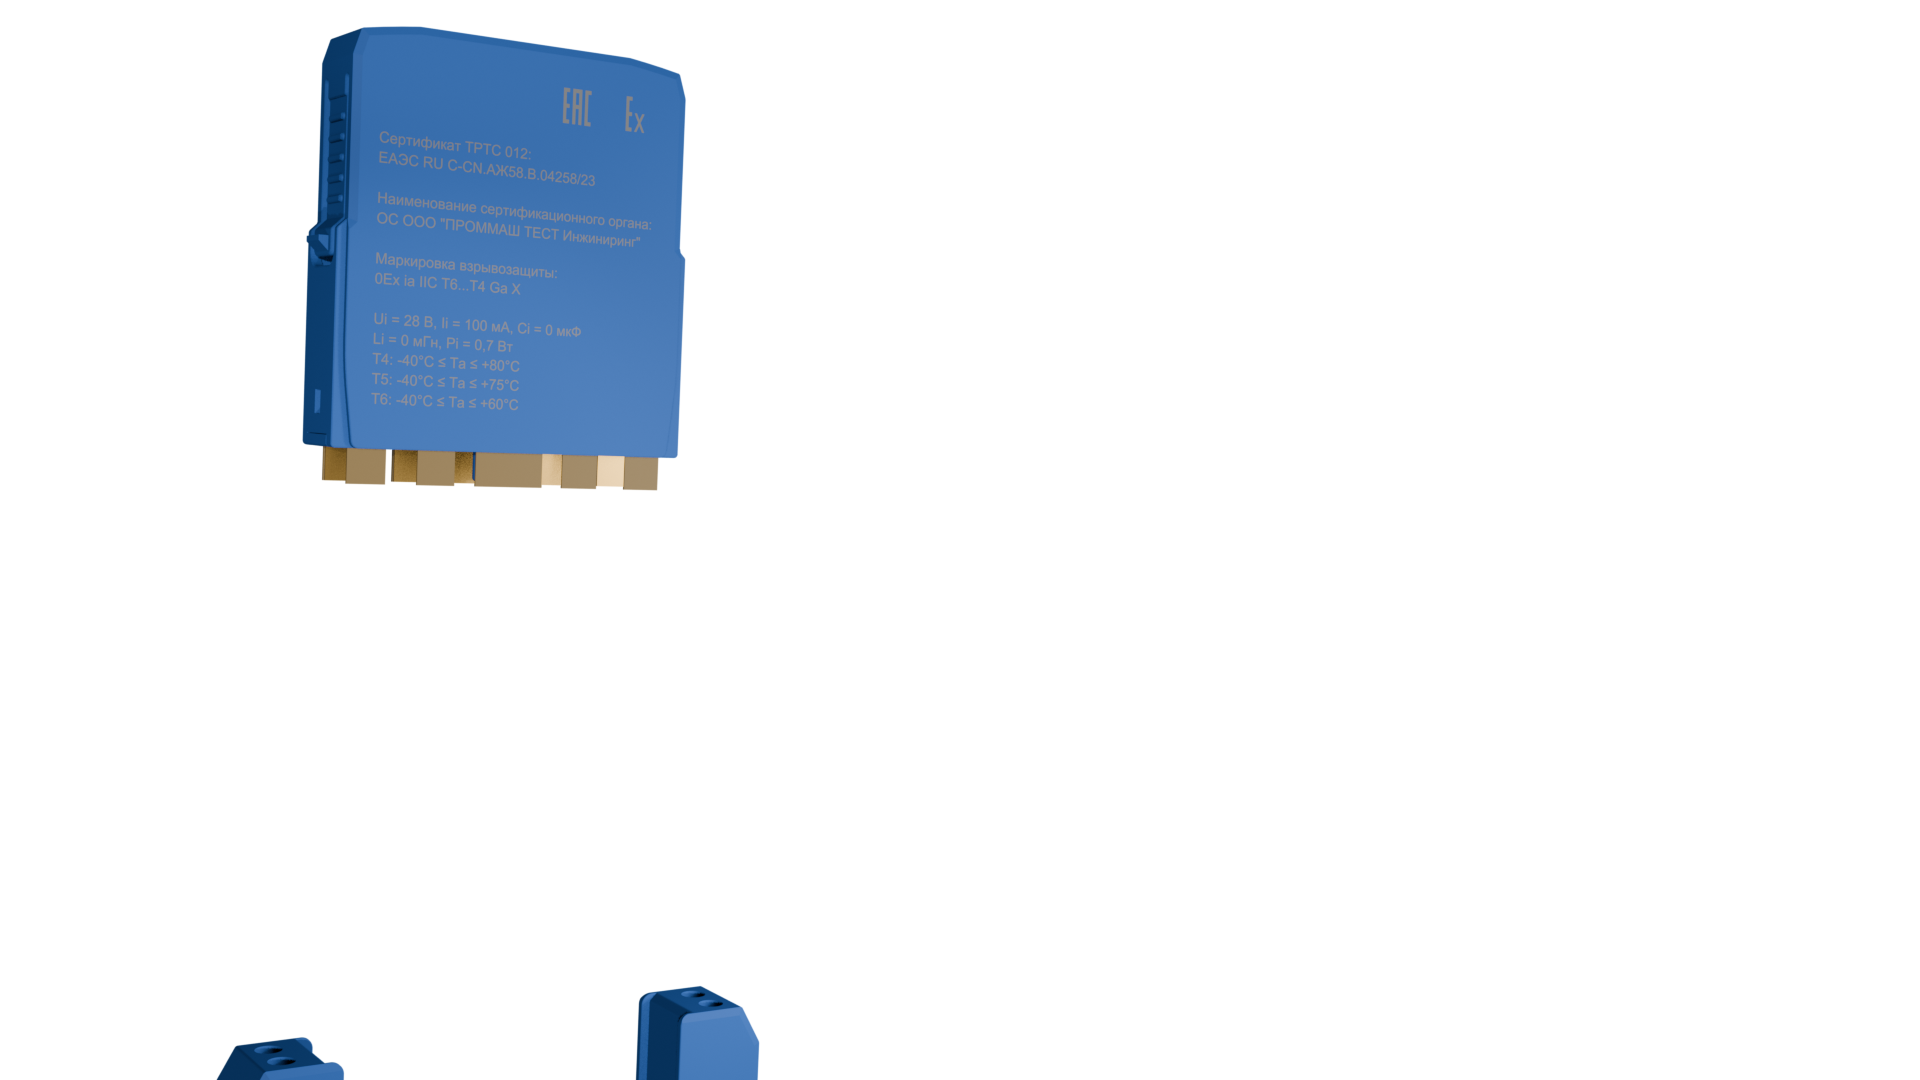 EAC Ex
Сертификат ТРТС 012:
ЕАЭС RU C-CN.АЖ58.В.04258/23
Наименование сертификационного органа:
ОС ООО "ПРОММАШ ТЕСТ Инжиниринг"
Маркировка взрывозащиты:
0Ex ia IIC T6...T4 Ga X
Ui = 28 В, Ii = 100 мА, Ci = 0 мкФ
Li = 0 мГн, Pi = 0,7 Вт
T4: -40°C ≤ Ta ≤ +80°C
T5: -40°C ≤ Ta ≤ +75°C
T6: -40°C ≤ Ta ≤ +60°C